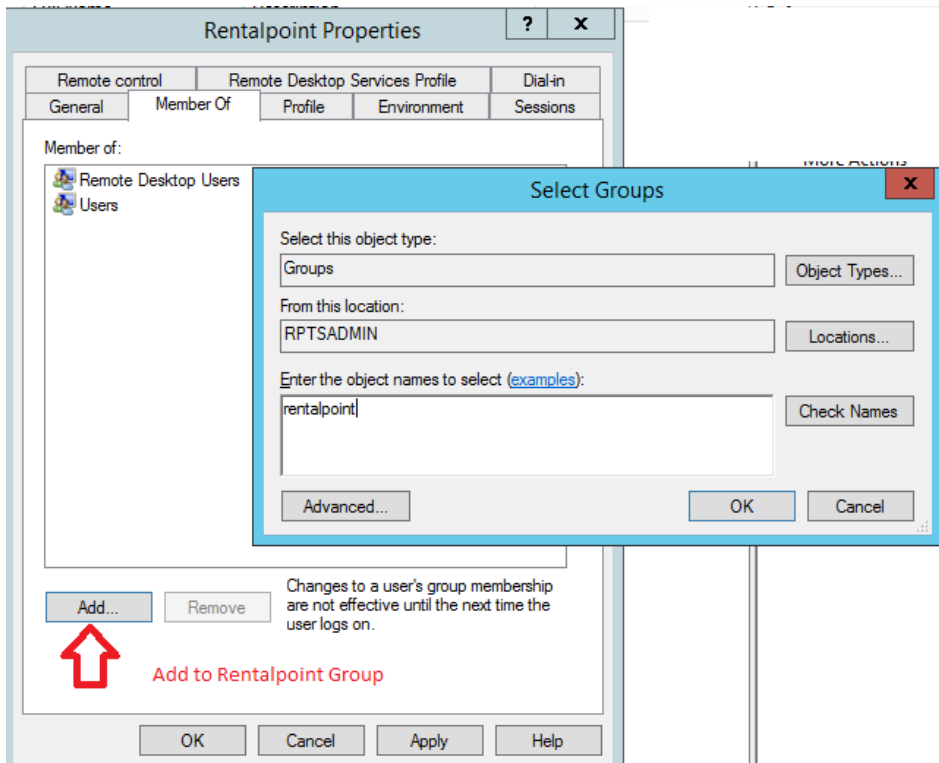 Rentalpoint Properties
?
x
Remote control
Remote Desktop Services Profile
Dial-in
General
Member Of
Profile
Environment
Sessions
Member of:
Remote Desktop Users
Users
More Actions
Select Groups
x
Select this object type:
Groups
Object Types...
From this location:
RPTSADMIN
Locations...
Enter the object names to select (examples):
rentalpoint
Check Names
Advanced...
OK
Cancel
Add...
Remove
Changes to a user's group membership
are not effective until the next time the
user logs on.
Add to Rentalpoint Group
OK
Cancel
Apply
Help